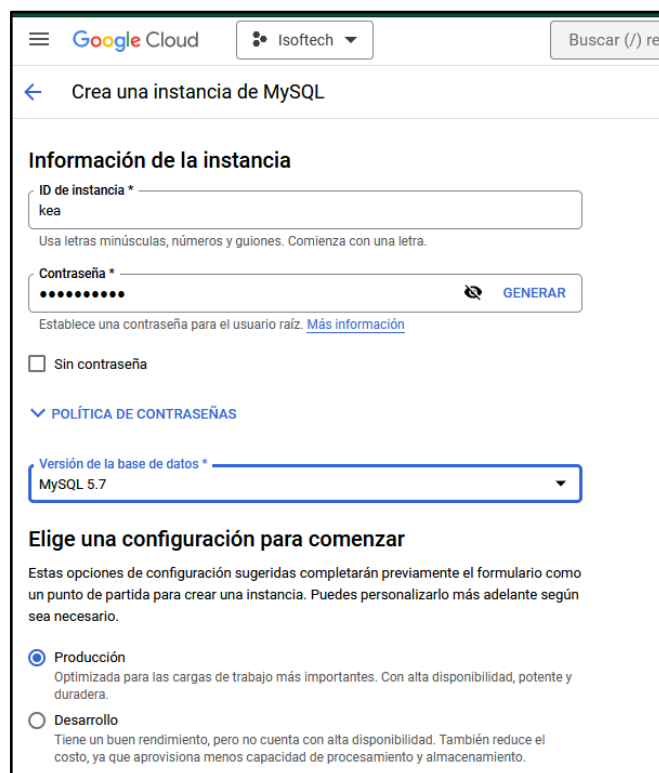 Google Cloud
Isoftech
Buscar (/) re
Crea una instancia de MySQL
Información de la instancia
ID de instancia *
kea
Usa letras minúsculas, números y guiones. Comienza con una letra.
Contraseña *
••••••••••
GENERAR
Establece una contraseña para el usuario raíz. Más información
Sin contraseña
POLÍTICA DE CONTRASEÑAS
Versión de la base de datos *
MySQL 5.7
Elige una configuración para comenzar
Estas opciones de configuración sugeridas completarán previamente el formulario como
un punto de partida para crear una instancia. Puedes personalizarlo más adelante según
sea necesario.
Producción
Optimizada para las cargas de trabajo más importantes. Con alta disponibilidad, potente y
duradera.
Desarrollo
Tiene un buen rendimiento, pero no cuenta con alta disponibilidad. También reduce el
costo, ya que aprovisiona menos capacidad de procesamiento y almacenamiento.